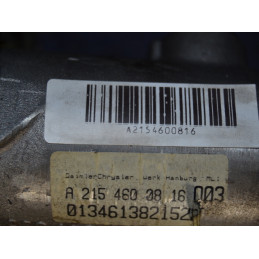 A2154600816
DaimlerChrysler, Werk Hamburg
A 215 460 08 16 003
013461382152